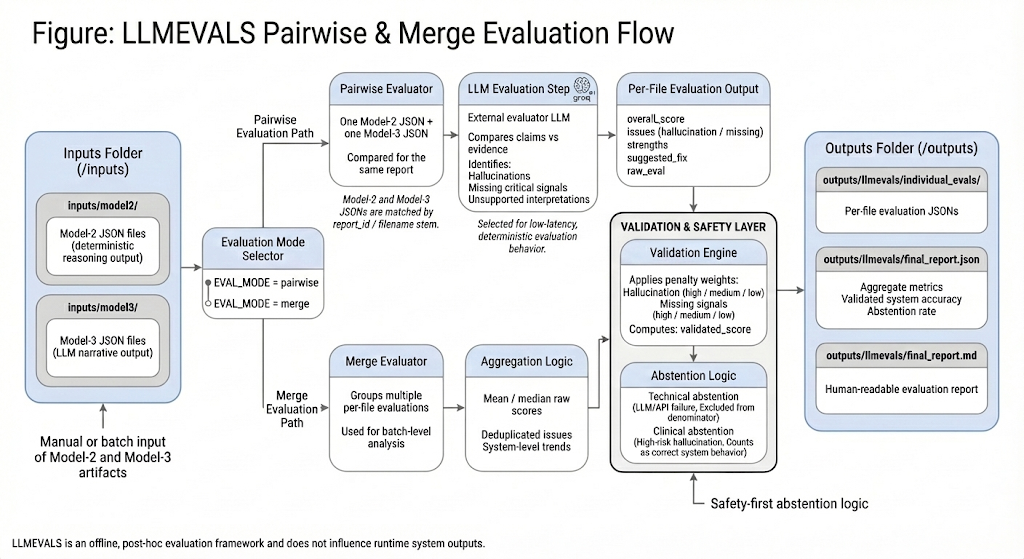 Figure: LLMEVALS Pairwise & Merge Evaluation Flow
Inputs Folder
(/inputs)
inputs/model2/
Model-2 JSON files
(deterministic
reasoning output)
inputs/model3/
Model-3 JSON files
(LLM narrative output)
Manual or batch input
of Model-2 and Model-3
artifacts
Evaluation Mode
Selector
EVAL_MODE = pairwise
EVAL_MODE = merge
Pairwise
Evaluation Path
Pairwise Evaluator
One Model-2 JSON +
one Model-3 JSON
Compared for the
same report
Model-2 and Model-3
JSONs are matched by
report_id / filename stem.
LLM Evaluation Step
groq
AI
External evaluator LLM
Compares claims vs
evidence
Identifies:
Hallucinations
Missing critical signals
Unsupported interpretations
Selected for low-latency,
deterministic evaluation
behavior.
Per-File Evaluation Output
overall_score
issues (hallucination / missing)
strengths
suggested_fix
raw_eval
Merge
Evaluation
Path
Merge Evaluator
Groups multiple
per-file evaluations
Used for batch-level
analysis
Aggregation Logic
Mean / median raw
scores
Deduplicated issues
System-level trends
VALIDATION & SAFETY LAYER
Validation Engine
Applies penalty weights:
Hallucination (high / medium / low)
Missing signals
(high / medium / low)
Computes: validated_score
Abstention Logic
Technical abstention
(LLM/API failure, Excluded from
denominator)
Clinical abstention
(High-risk hallucination, Counts
as correct system behavior)
Safety-first abstention logic
Outputs Folder (/outputs)
outputs/llmevals/individual_evals/
Per-file evaluation JSONs
outputs/llmevals/final_report.json
Aggregate metrics
Validated system accuracy
Abstention rate
outputs/llmevals/final_report.md
Human-readable evaluation report
LLMEVALS is an offline, post-hoc evaluation framework and does not influence runtime system outputs.